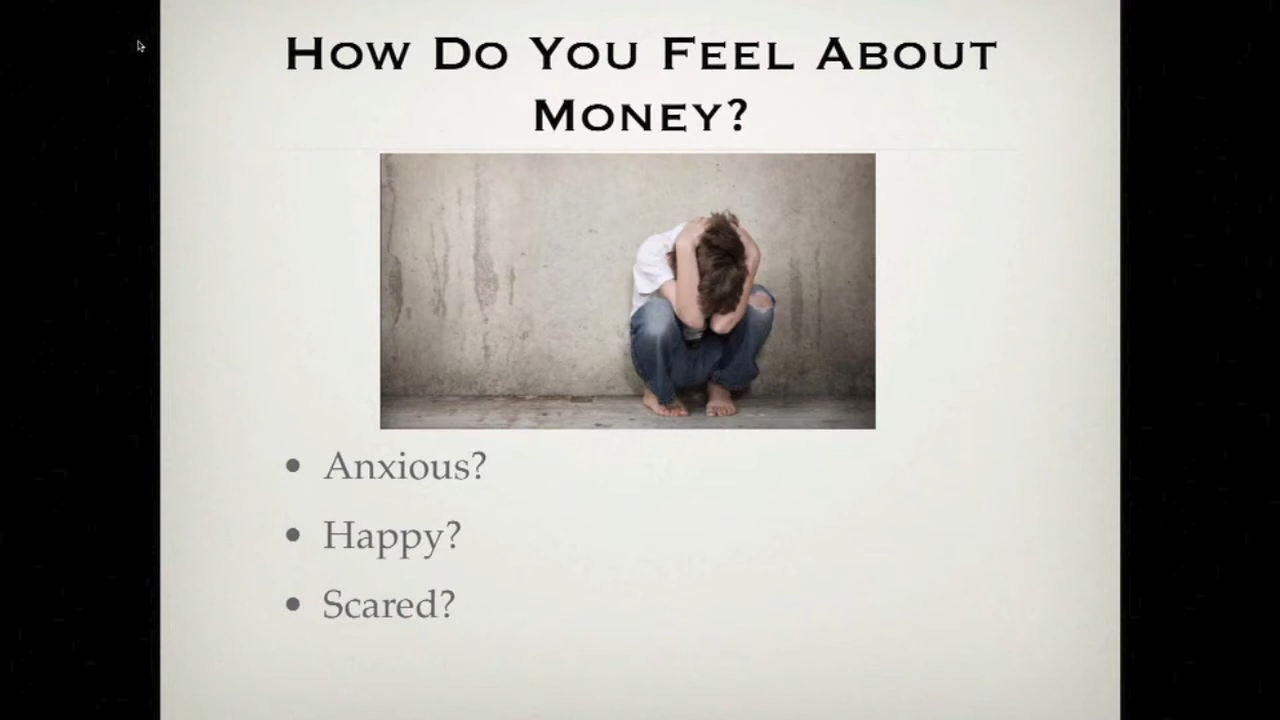 How Do You Feel About
Money?
• Anxious?
• Happy?
• Scared?